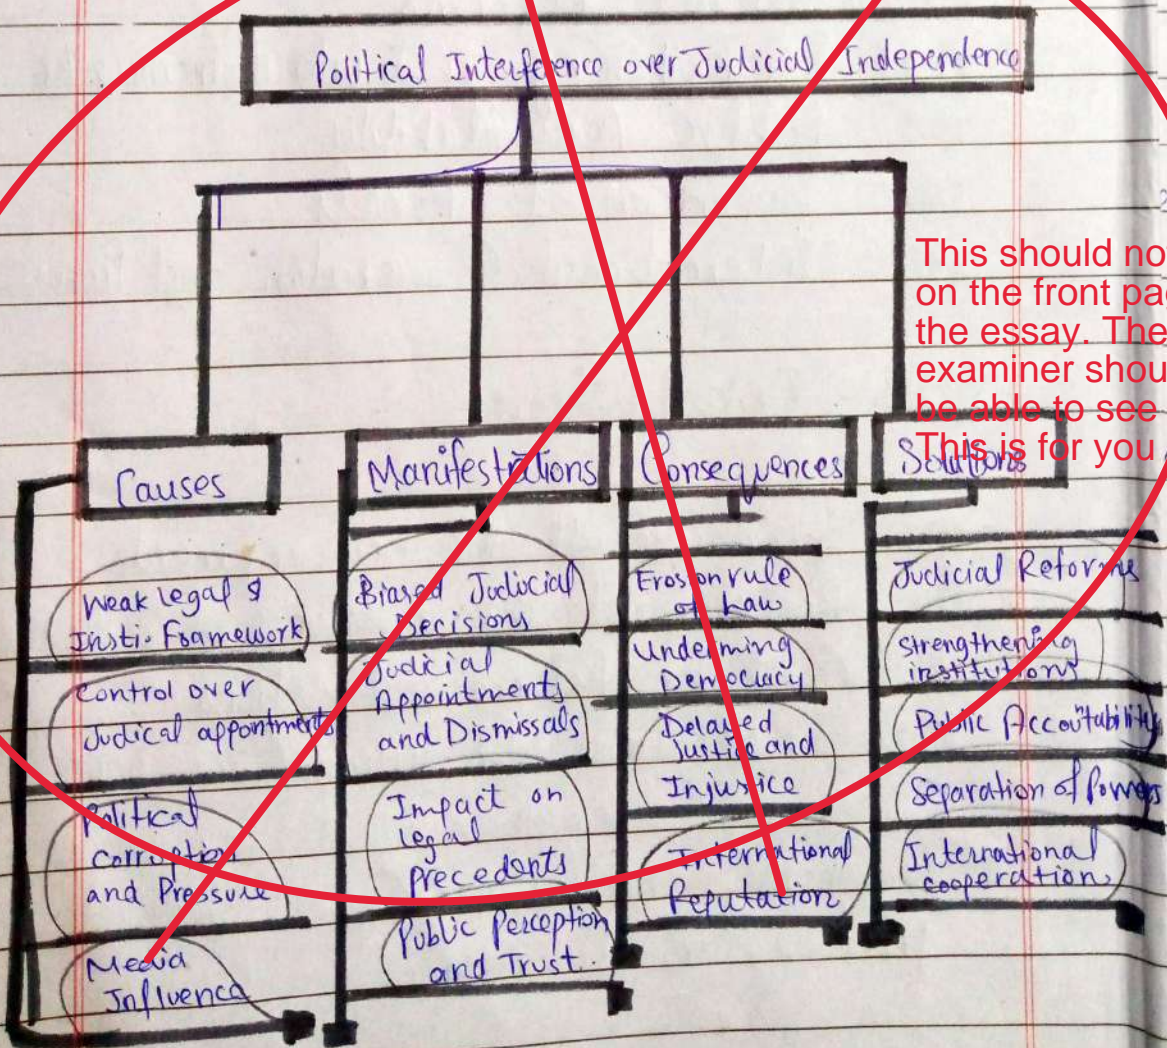 Political Interference over Judicial Independence
This should no
on the front pa
the essay. The
examiner shou
be able to see
This is for you
Causes
Weak legal &
Insti. Framework
Control over
Judical appointments
Political
corruption
and Pressure
Media
Influence
Manifestrations
Biased Judicial
Decisions
Judicial
Appointments
and Dismissals
Impact on
legal
Precedents
Public Perception
and Trust.
Consequences
Erosion rule
of Law
Undermining
Democracy
Delayed
Justice and
Injustice
International
Reputation
Solutions
Judicial Reforms
Strengthening
institutions
Public Accoutability
Separation of Powers
International
cooperation